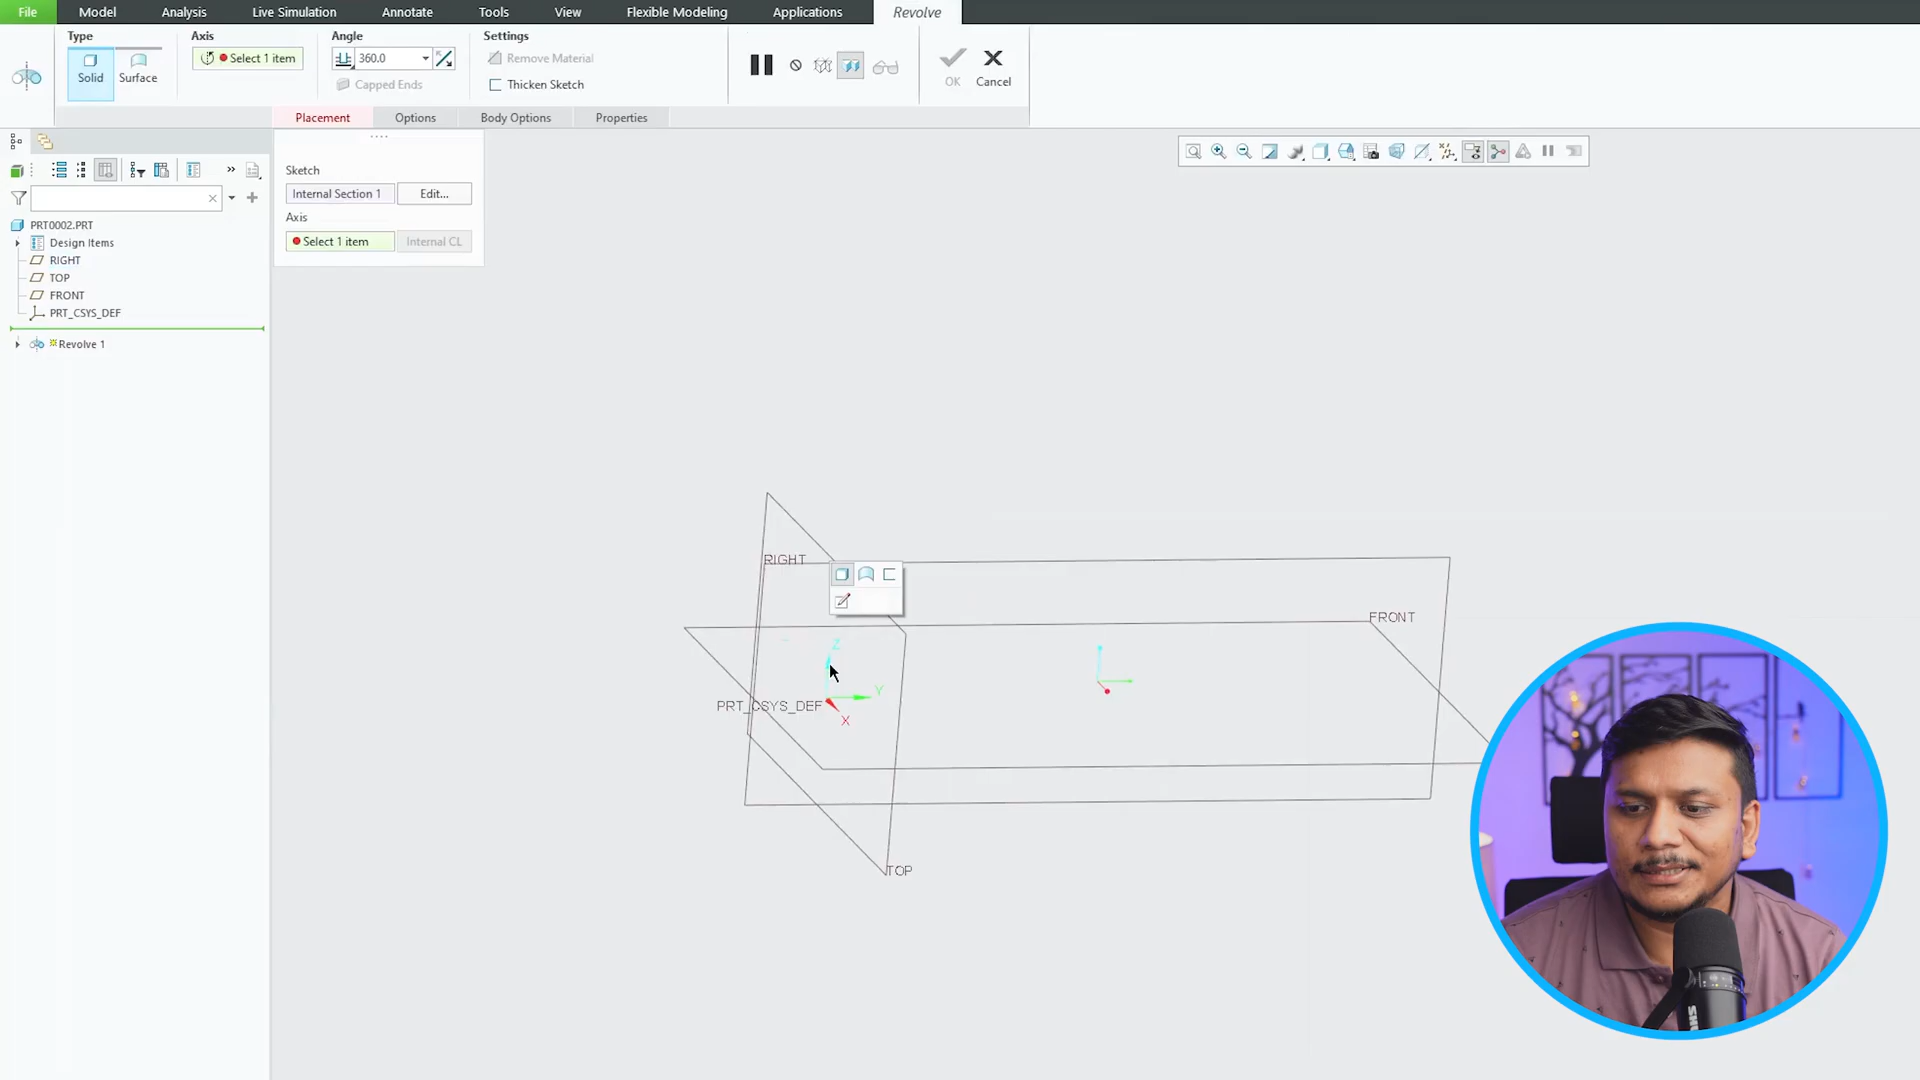 File Model Analysis Live Simulation Annotate Tools View Flexible Modeling Applications Revolve
Type Axis Angle Settings
Solid Surface Select 1 item 360.0 Remove Material
Capped Ends Thicken Sketch OK Cancel
Placement Options Body Options Properties
Sketch
Internal Section 1 Edit...
Axis
Select 1 item Internal CL
PRT0002.PRT
Design Items
RIGHT
TOP
FRONT
PRT_CSYS_DEF
Revolve 1
RIGHT
FRONT
Z
Y
PRT_CSYS_DEF
X
TOP